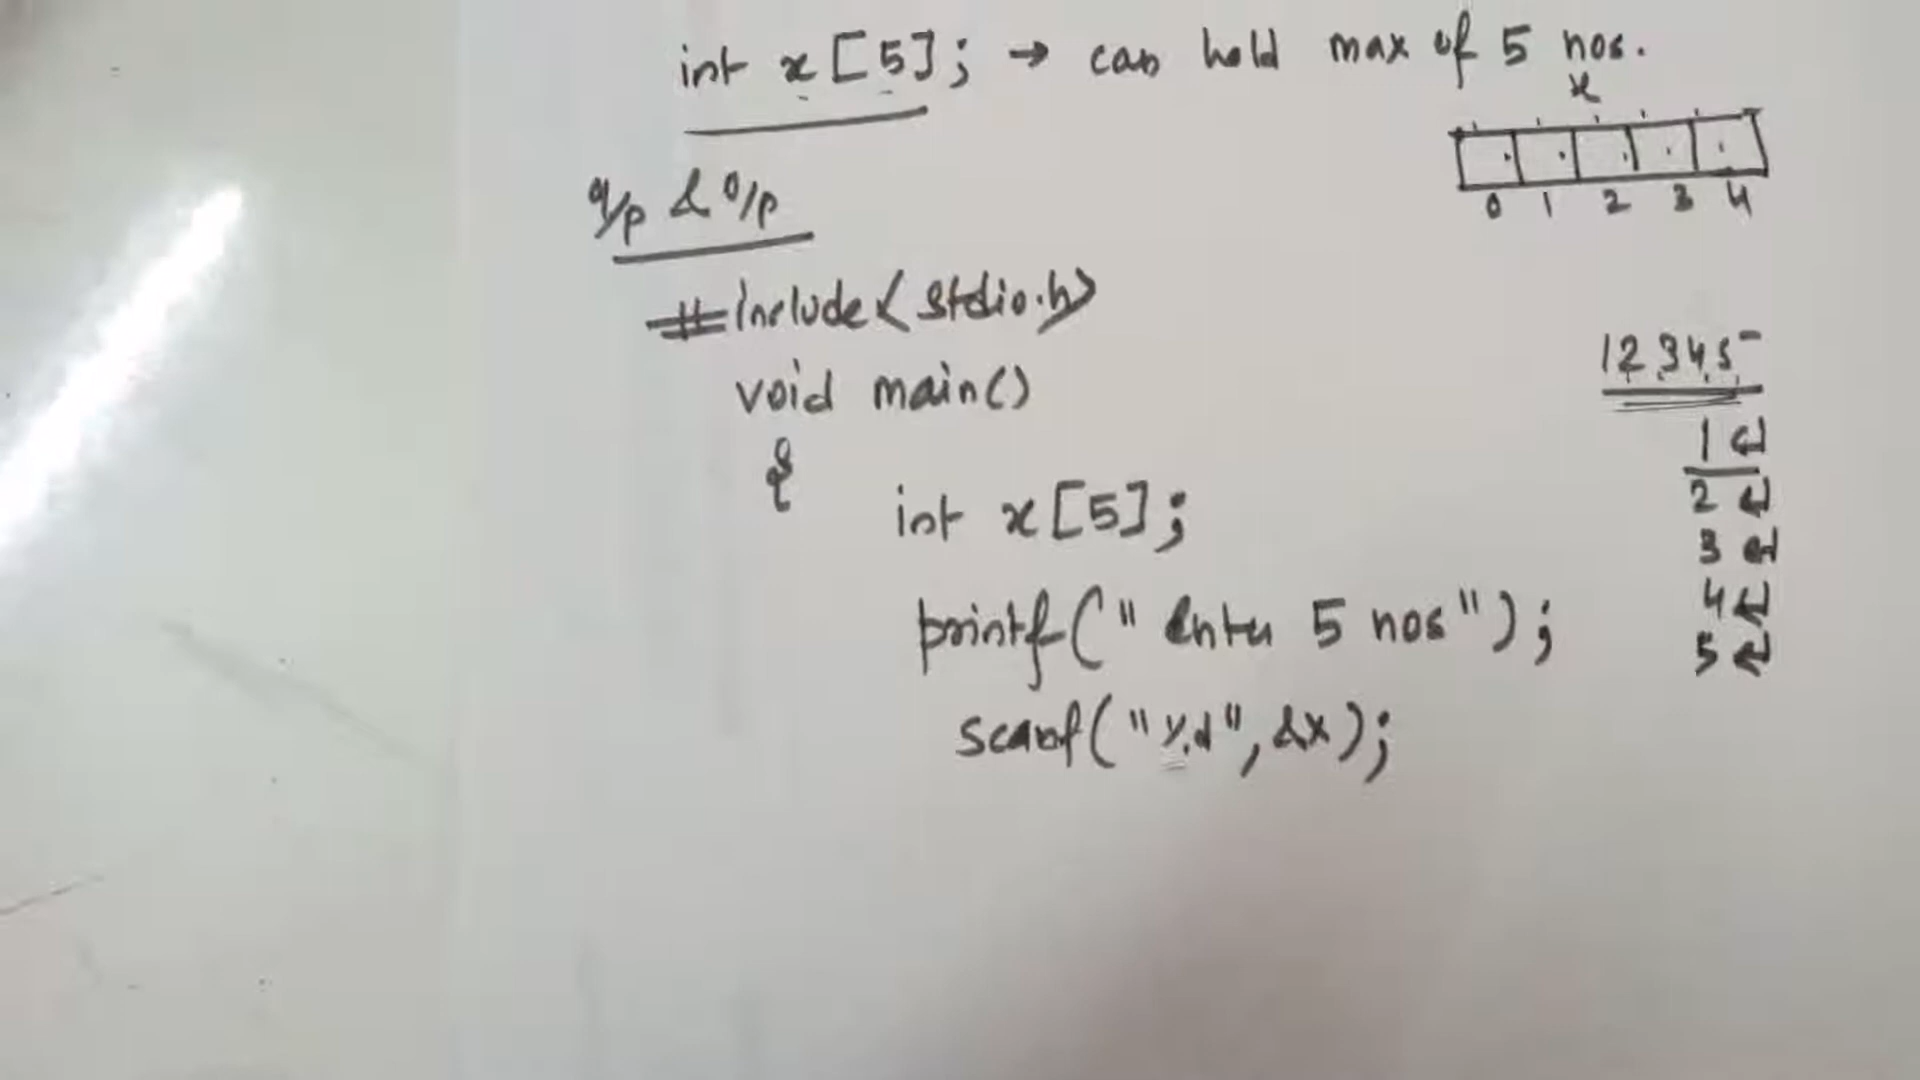 int x[5]; → can hold max of 5 nos.
x
0 1 2 3 4
i/p & o/p
#include<stdio.h>
void main()
{
int x[5];
printf("Enter 5 nos");
scanf("%d", &x);
12345
1 ↵
2 ↵
3 ↵
4 ↵
5 ↵